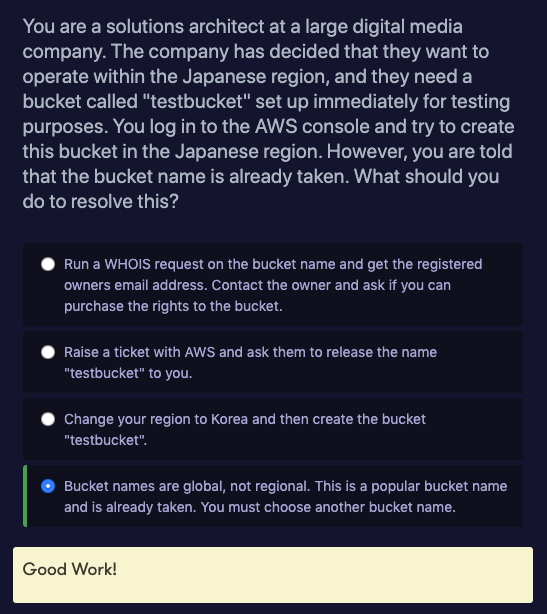 You are a solutions architect at a large digital media
company. The company has decided that they want to
operate within the Japanese region, and they need a
bucket called "testbucket" set up immediately for testing
purposes. You log in to the AWS console and try to create
this bucket in the Japanese region. However, you are told
that the bucket name is already taken. What should you
do to resolve this?
Run a WHOIS request on the bucket name and get the registered
owners email address. Contact the owner and ask if you can
purchase the rights to the bucket.
Raise a ticket with AWS and ask them to release the name
"testbucket" to you.
Change your region to Korea and then create the bucket
"testbucket".
Bucket names are global, not regional. This is a popular bucket name
and is already taken. You must choose another bucket name.
Good Work!